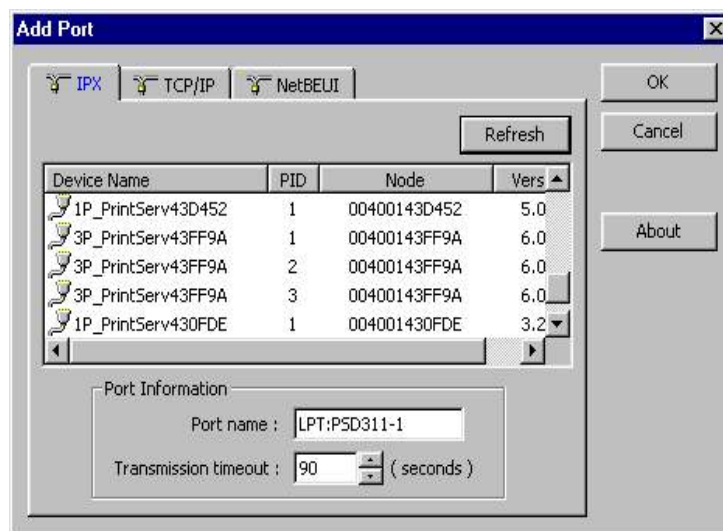 Add Port
IPX TCP/IP NetBEUI
OK
Refresh
Cancel
Device Name PID Node Vers
1P_PrintServ43D452 1 00400143D452 5.0
3P_PrintServ43FF9A 1 00400143FF9A 6.0
About
3P_PrintServ43FF9A 2 00400143FF9A 6.0
3P_PrintServ43FF9A 3 00400143FF9A 6.0
1P_PrintServ430FDE 1 004001430FDE 3.2
Port Information
Port name : LPT:PSD311-1
Transmission timeout : 90 ( seconds )